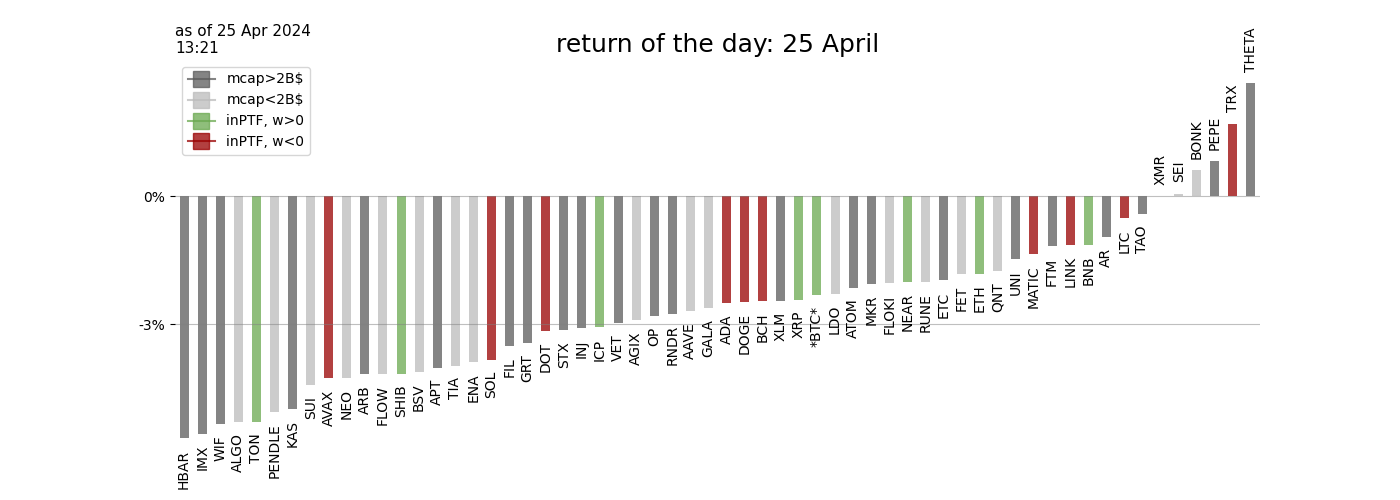 as of 25 Apr 2024
13:21
return of the day: 25 April
mcap>2B$
mcap<2B$
inPTF, w>0
inPTF, w<0
0%
-3%
HBAR
IMX
WIF
ALGO
TON
PENDLE
KAS
SUI
AVAX
NEO
ARB
FLOW
SHIB
BSV
APT
TIA
ENA
SOL
FIL
GRT
DOT
STX
INJ
ICP
VET
AGIX
OP
RNDR
AAVE
GALA
ADA
DOGE
BCH
XLM
XRP
*BTC*
LDO
ATOM
MKR
FLOKI
NEAR
RUNE
ETC
FET
ETH
QNT
UNI
MATIC
FTM
LINK
BNB
AR
LTC
TAO
XMR
SEI
BONK
PEPE
TRX
THETA